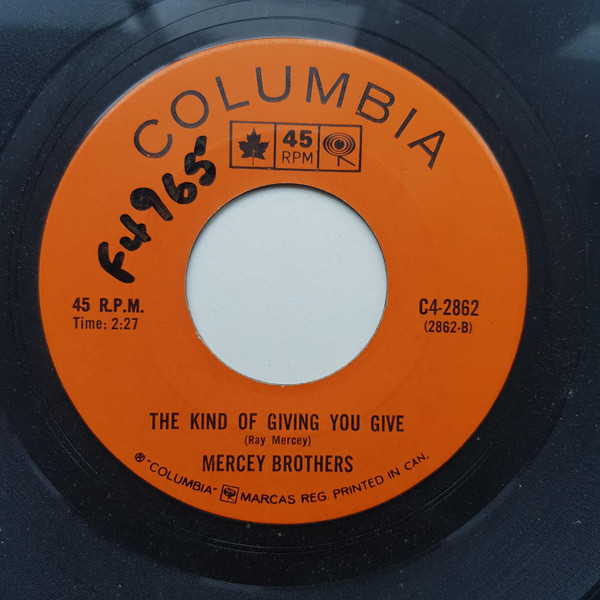 COLUMBIA
45
RPM
F4965
45 R.P.M.
Time: 2:27
C4-2862
(2862-B)
THE KIND OF GIVING YOU GIVE
(Ray Mercey)
MERCEY BROTHERS
® "COLUMBIA" MARCAS REG. PRINTED IN CAN.